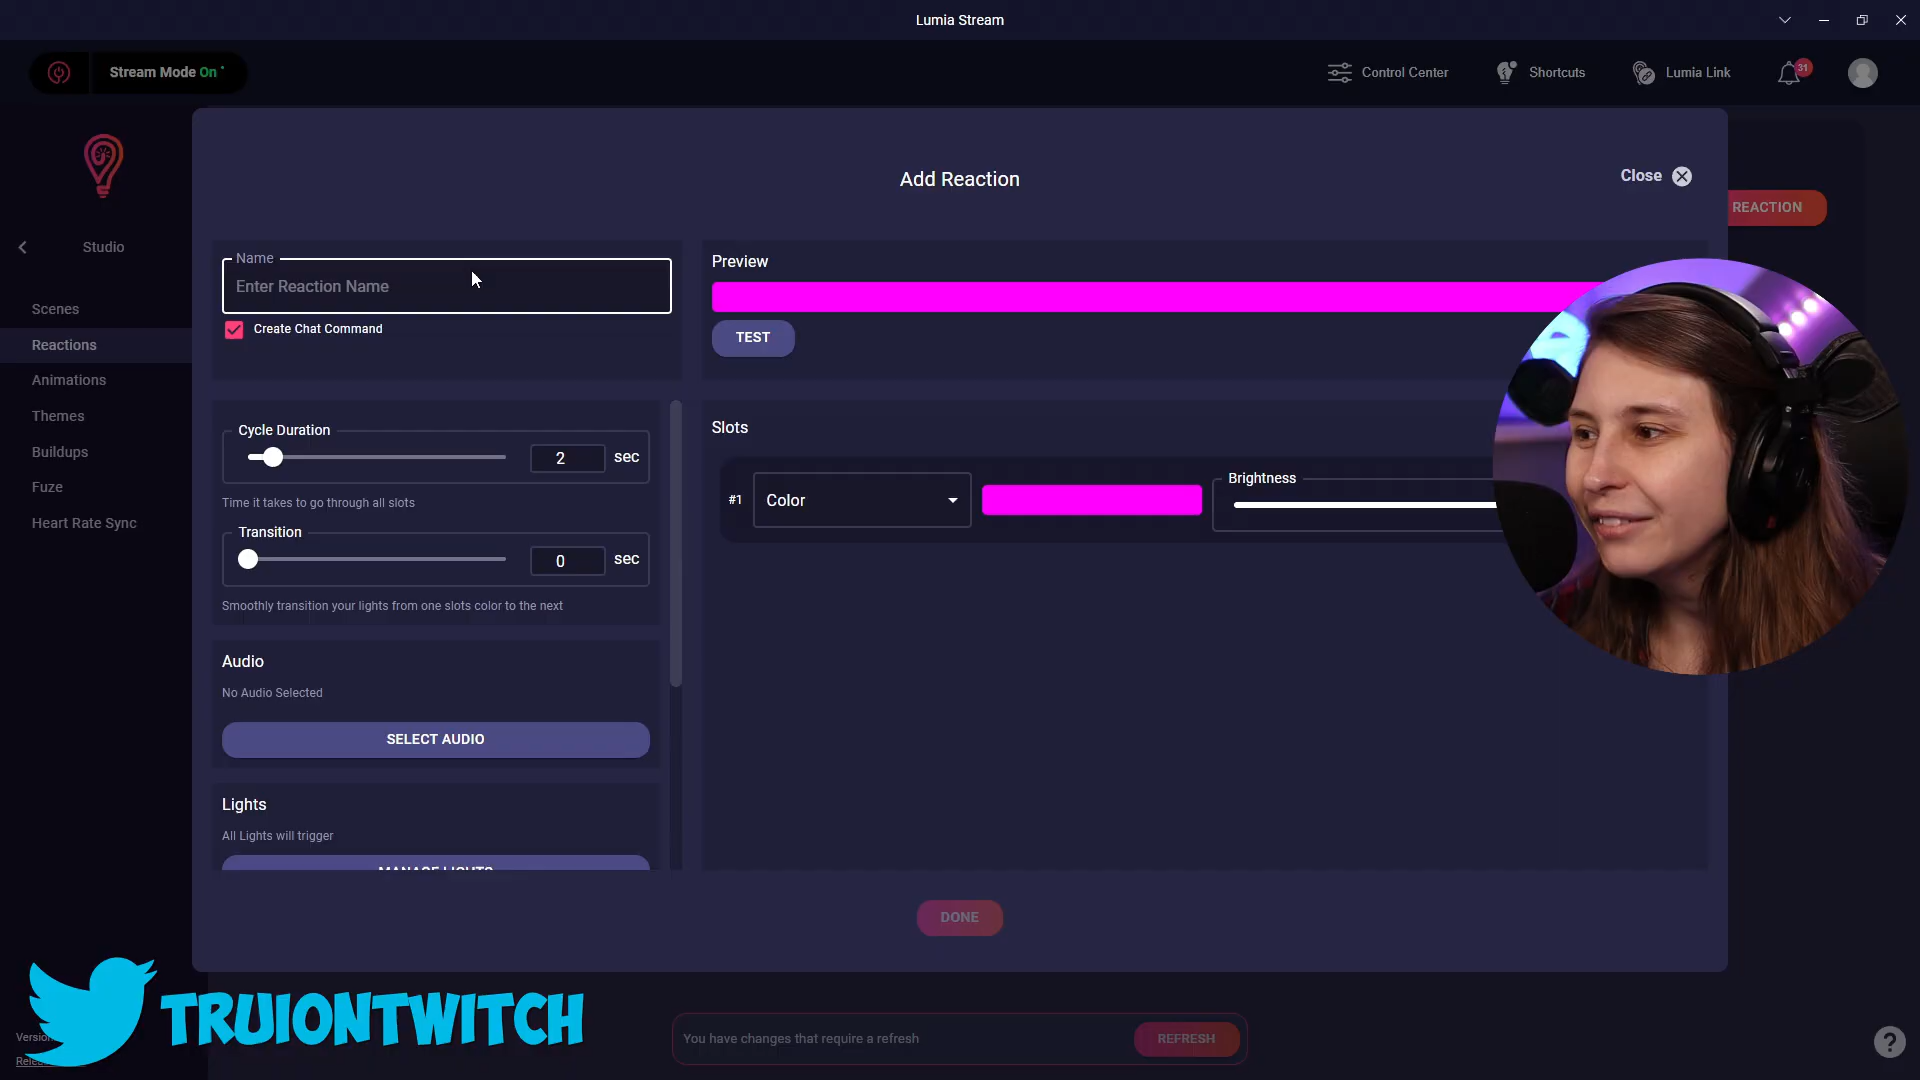 Lumia Stream
Stream Mode On
Control Center
Shortcuts
Lumia Link
31
Studio
Scenes
Reactions
Animations
Themes
Buildups
Fuze
Heart Rate Sync
Add Reaction
Close
REACTION
Name
Enter Reaction Name
Create Chat Command
Preview
TEST
Cycle Duration
2 sec
Time it takes to go through all slots
Transition
0 sec
Smoothly transition your lights from one slots color to the next
Audio
No Audio Selected
SELECT AUDIO
Lights
All Lights will trigger
MANAGE LIGHTS
Slots
#1
Color
Brightness
DONE
You have changes that require a refresh
REFRESH
TRUIONTWITCH
?